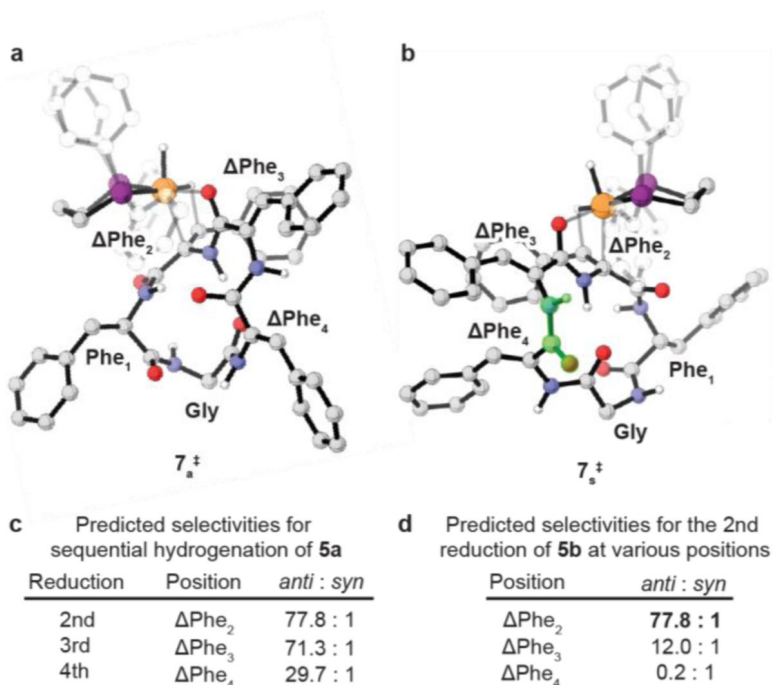 a
b
ΔPhe₃
ΔPhe₂
ΔPhe₄
Phe₁
Gly
7ₐ‡
ΔPhe₃
ΔPhe₂
ΔPhe₄
Phe₁
Gly
7ₛ‡
c Predicted selectivities for
sequential hydrogenation of 5a
Reduction Position anti : syn
2nd ΔPhe₂ 77.8 : 1
3rd ΔPhe₃ 71.3 : 1
4th ΔPhe₄ 29.7 : 1
d Predicted selectivities for the 2nd
reduction of 5b at various positions
Position anti : syn
ΔPhe₂ 77.8 : 1
ΔPhe₃ 12.0 : 1
ΔPhe₄ 0.2 : 1